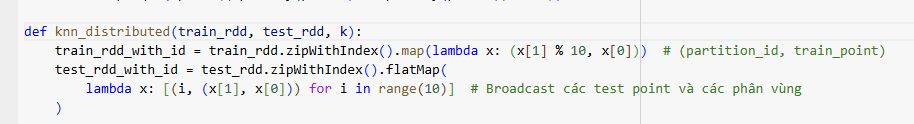 def knn_distributed(train_rdd, test_rdd, k):
    train_rdd_with_id = train_rdd.zipWithIndex().map(lambda x: (x[1] % 10, x[0]))  # (partition_id, train_point)
    test_rdd_with_id = test_rdd.zipWithIndex().flatMap(
        lambda x: [(i, (x[1], x[0])) for i in range(10)]  # Broadcast các test point và các phân vùng
    )